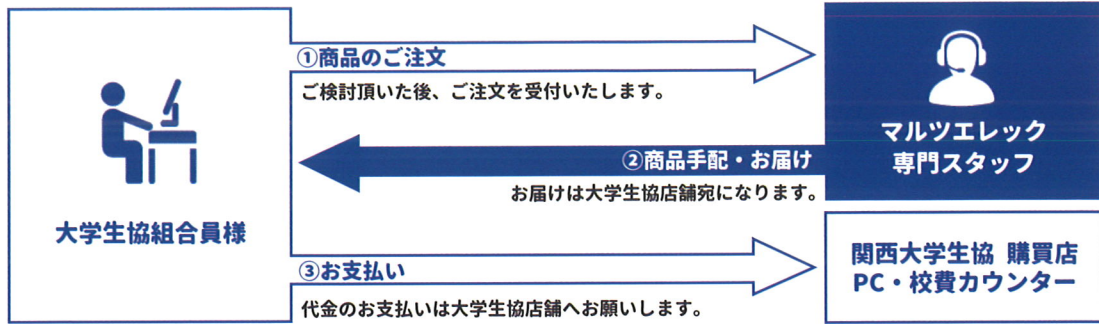 ①商品のご注文
ご検討頂いた後、ご注文を受付いたします。
マルツエレック
専門スタッフ
②商品手配・お届け
お届けは大学生協店舗宛になります。
大学生協組合員様
③お支払い
代金のお支払いは大学生協店舗へお願いします。
関西大学生協 購買店
PC・校費カウンター